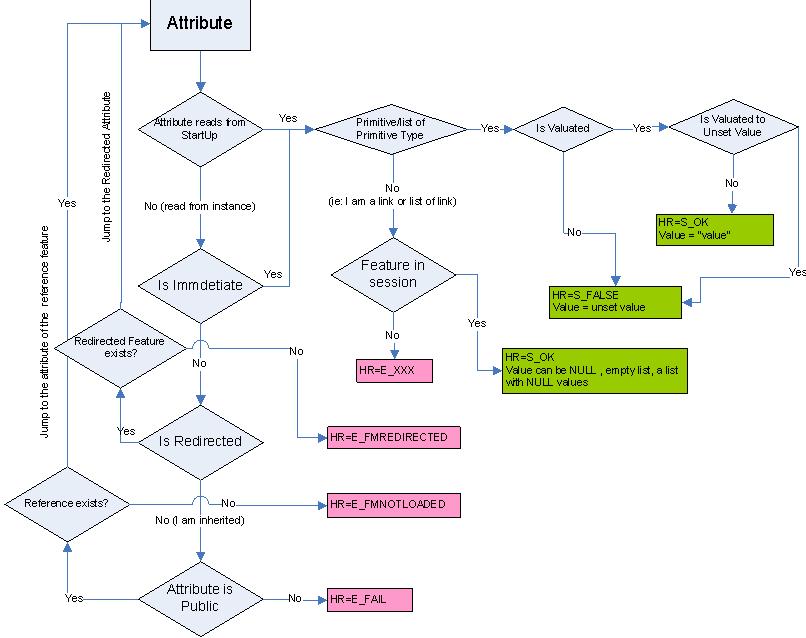 Attribute
Attribute reads from
StartUp
Yes
Primitive/list of
Primitive Type
Yes
Is Valuated
Yes
Is Valuated to
Unset Value
Jump to the Redirected Attribute
Yes
No (read from instance)
No
(ie: I am a link or list of link)
No
HR=S_OK
Value = "value"
No
Jump to the attribute of the reference feature
Is Immdetiate
Yes
Feature in
session
Yes
HR=S_FALSE
Value = unset value
Redirected Feature
exists?
No
No
No
Yes
HR=E_XXX
HR=S_OK
Value can be NULL , empty list, a list
with NULL values
Yes
Is Redirected
HR=E_FMREDIRECTED
Reference exists?
No
HR=E_FMNOTLOADED
No (I am inherited)
Yes
Attribute is
Public
No
HR=E_FAIL